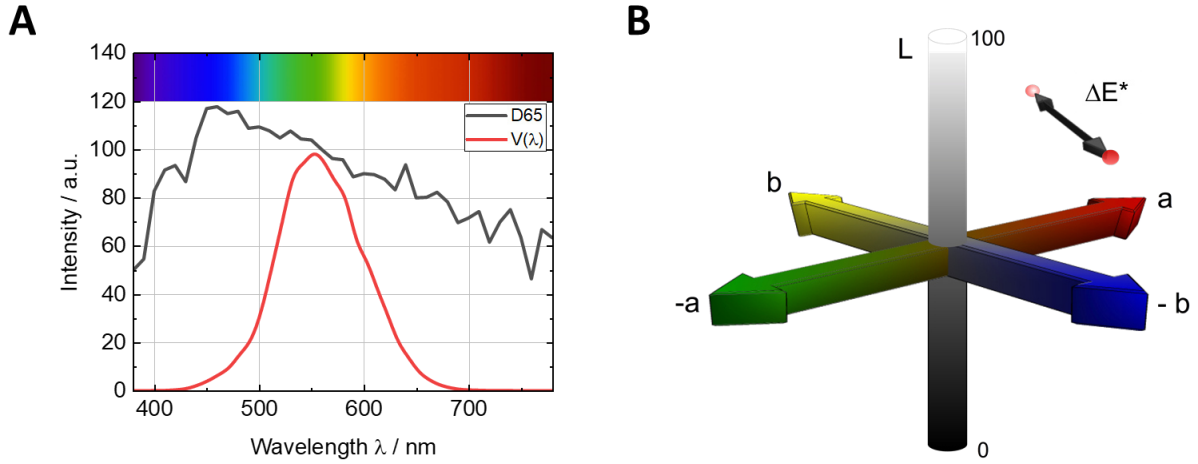 A
140
120
100
80
60
40
20
0
Intensity / a.u.
D65
V(λ)
400
500
600
700
Wavelength λ / nm
B
L
100
ΔE*
b
a
-a
- b
0